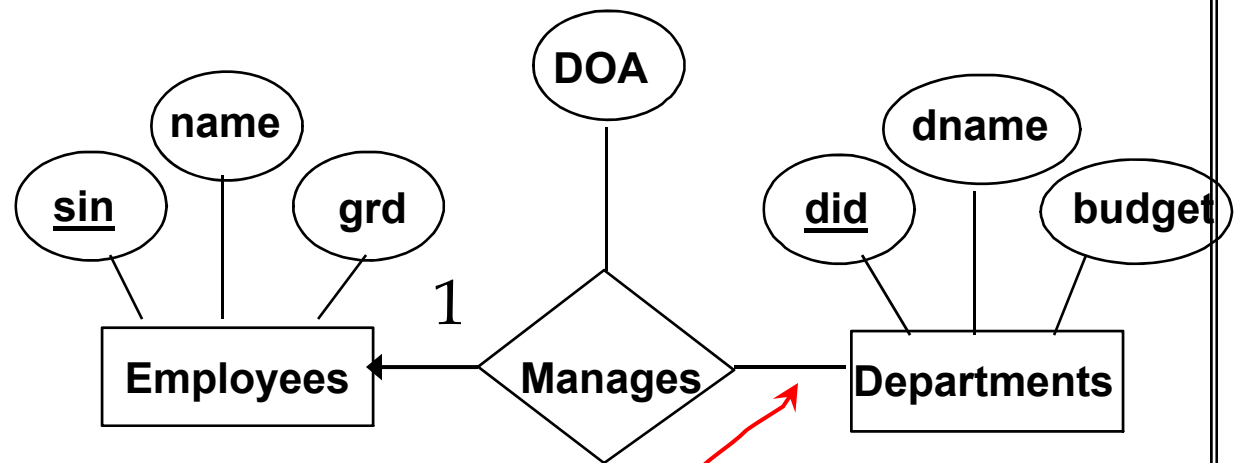 DOA
name
dname
sin
grd
did
budget
1
Employees
Manages
Departments